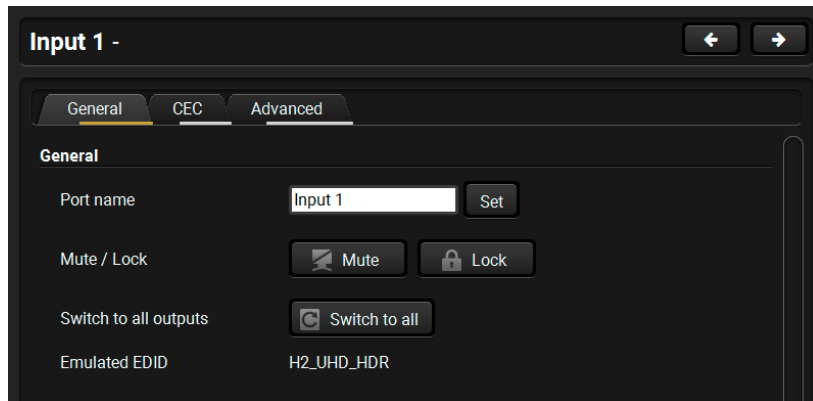 Input 1 -
General CEC Advanced
General
Port name Input 1 Set
Mute / Lock Mute Lock
Switch to all outputs Switch to all
Emulated EDID H2_UHD_HDR